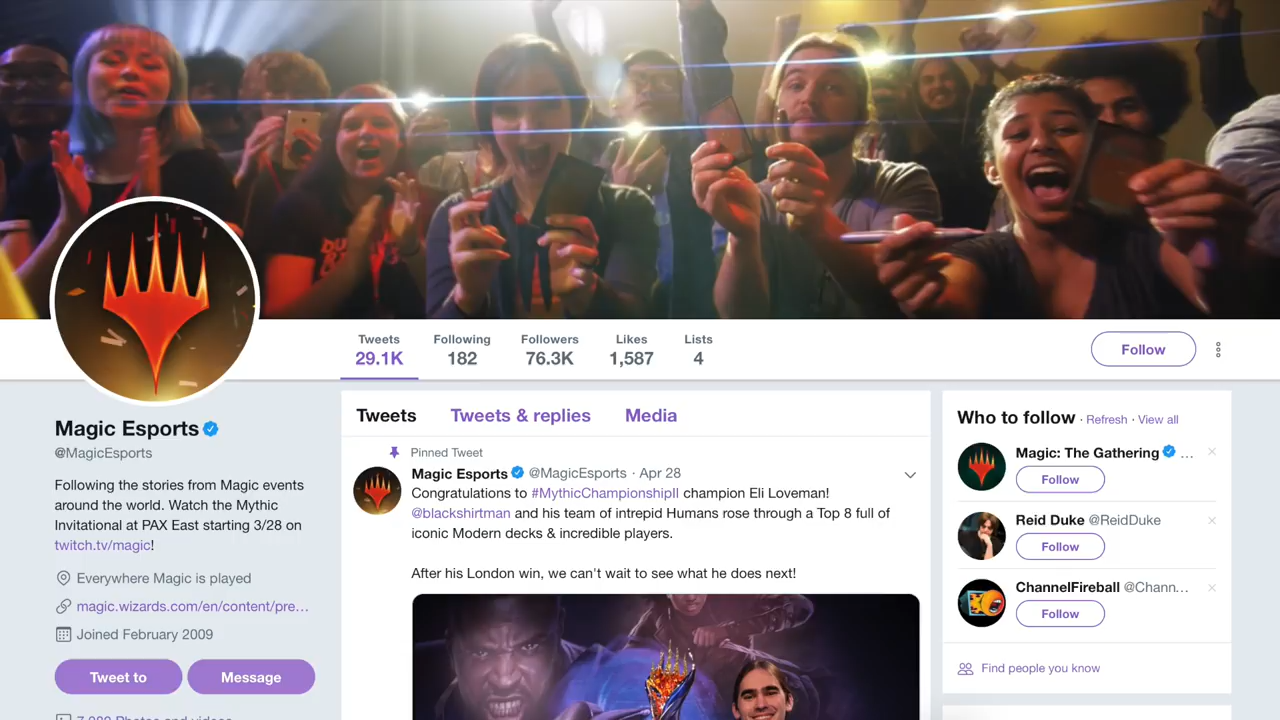 Tweets Following Followers Likes Lists
29.1K 182 76.3K 1,587 4
Follow
Magic Esports
@MagicEsports
Following the stories from Magic events
around the world. Watch the Mythic
Invitational at PAX East starting 3/28 on
twitch.tv/magic!
Everywhere Magic is played
magic.wizards.com/en/content/pre…
Joined February 2009
Tweet to Message
Tweets Tweets & replies Media
Pinned Tweet
Magic Esports @MagicEsports · Apr 28
Congratulations to #MythicChampionshipII champion Eli Loveman!
@blackshirtman and his team of intrepid Humans rose through a Top 8 full of
iconic Modern decks & incredible players.
After his London win, we can't wait to see what he does next!
Who to follow · Refresh · View all
Magic: The Gathering …
Follow
Reid Duke @ReidDuke
Follow
ChannelFireball @Chann…
Follow
Find people you know